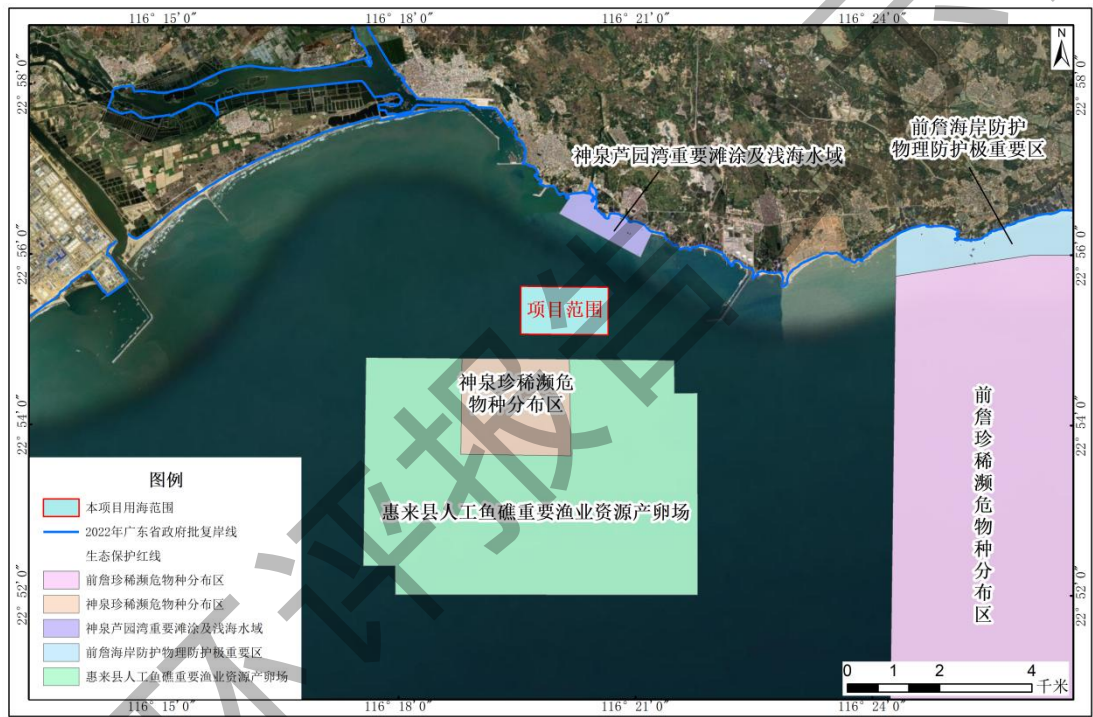 116° 15′ 0″
116° 18′ 0″
116° 21′ 0″
116° 24′ 0″
N
22° 58′ 0″
22° 58′ 0″
前詹海岸防护
物理防护极重要区
神泉芦园湾重要滩涂及浅海水域
22° 56′ 0″
22° 56′ 0″
项目范围
神泉珍稀濒危
物种分布区
22° 54′ 0″
22° 54′ 0″
前詹珍稀濒危物种分布区
惠来县人工鱼礁重要渔业资源产卵场
22° 52′ 0″
22° 52′ 0″
图例
本项目用海范围
2022年广东省政府批复岸线
生态保护红线
前詹珍稀濒危物种分布区
神泉珍稀濒危物种分布区
神泉芦园湾重要滩涂及浅海水域
前詹海岸防护物理防护极重要区
惠来县人工鱼礁重要渔业资源产卵场
0 1 2 4
千米
116° 15′ 0″
116° 18′ 0″
116° 21′ 0″
116° 24′ 0″
环评报告